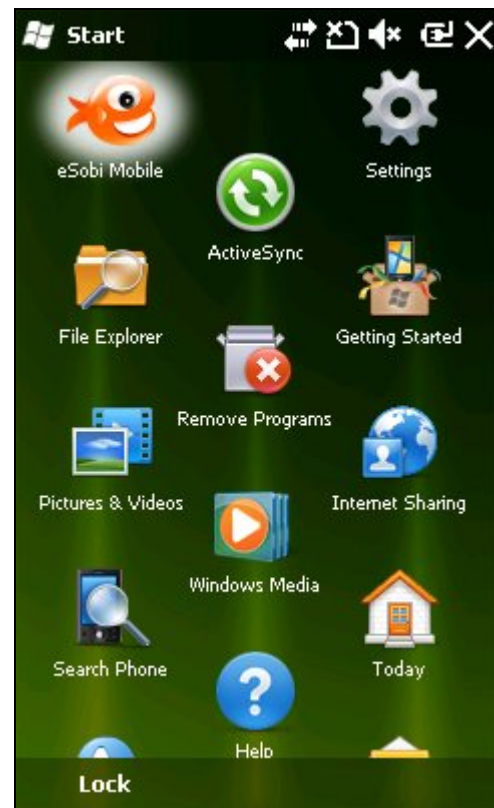 Start
eSobi Mobile
Settings
ActiveSync
File Explorer
Getting Started
Remove Programs
Pictures & Videos
Internet Sharing
Windows Media
Search Phone
Today
Help
Lock